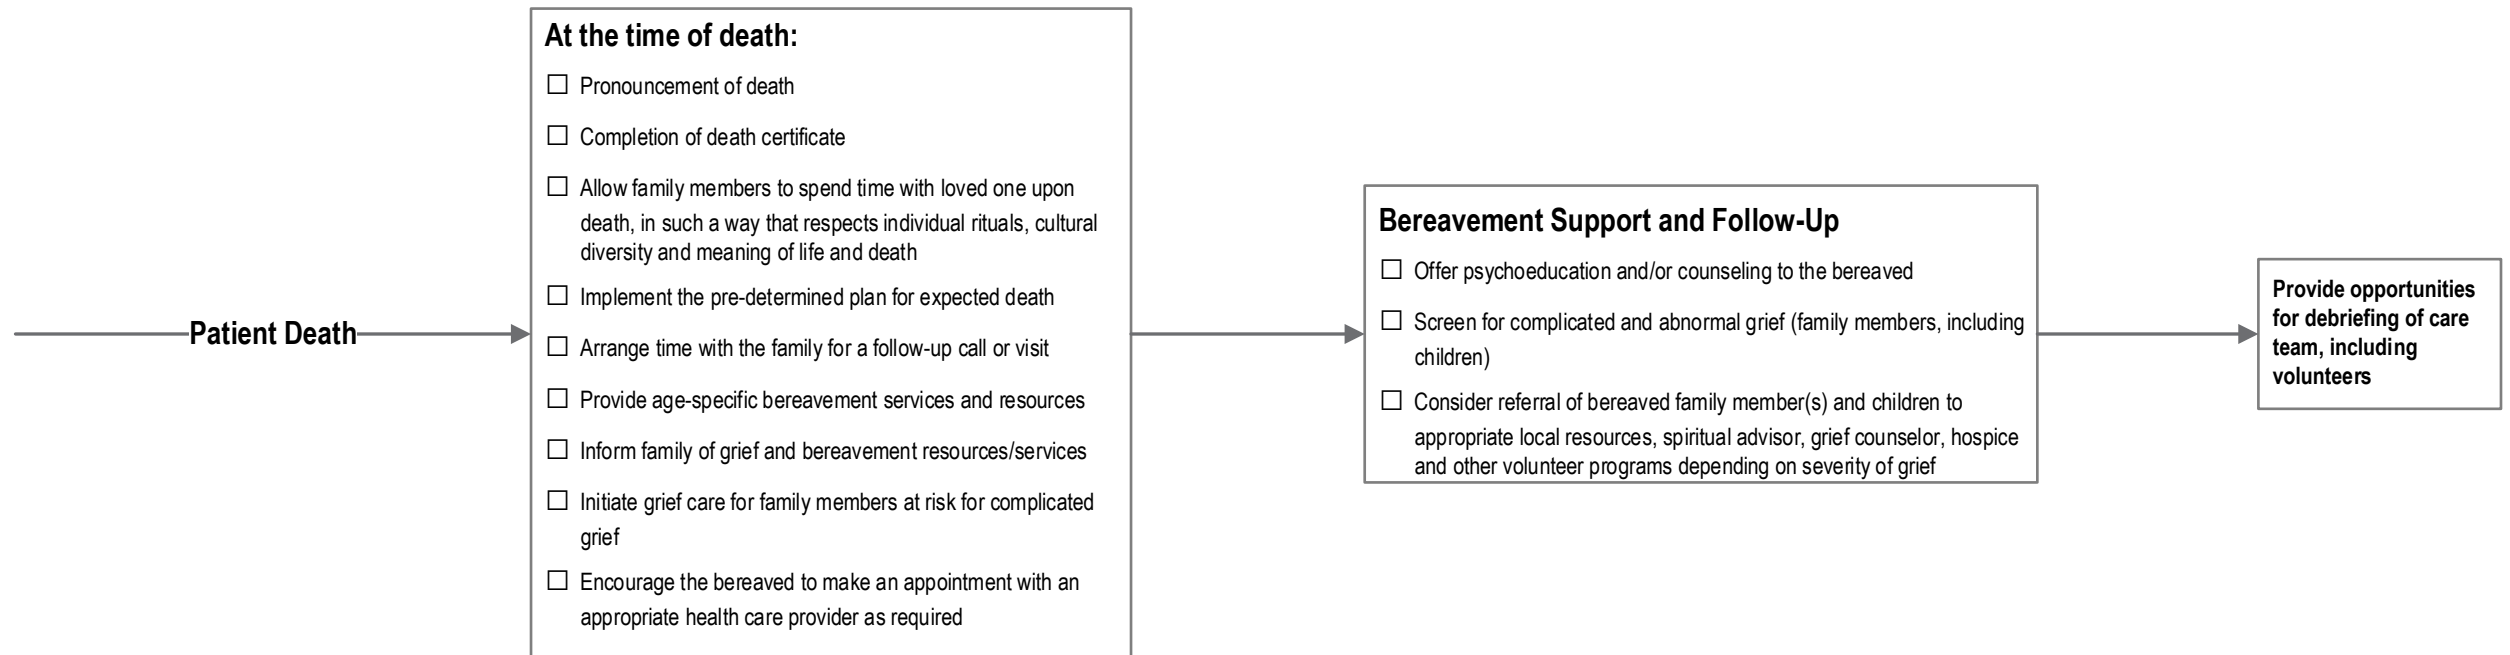 Patient Death
At the time of death:
☐ Pronouncement of death
☐ Completion of death certificate
☐ Allow family members to spend time with loved one upon
death, in such a way that respects individual rituals, cultural
diversity and meaning of life and death
☐ Implement the pre-determined plan for expected death
☐ Arrange time with the family for a follow-up call or visit
☐ Provide age-specific bereavement services and resources
☐ Inform family of grief and bereavement resources/services
☐ Initiate grief care for family members at risk for complicated
grief
☐ Encourage the bereaved to make an appointment with an
appropriate health care provider as required
Bereavement Support and Follow-Up
☐ Offer psychoeducation and/or counseling to the bereaved
☐ Screen for complicated and abnormal grief (family members, including
children)
☐ Consider referral of bereaved family member(s) and children to
appropriate local resources, spiritual advisor, grief counselor, hospice
and other volunteer programs depending on severity of grief
Provide opportunities
for debriefing of care
team, including
volunteers